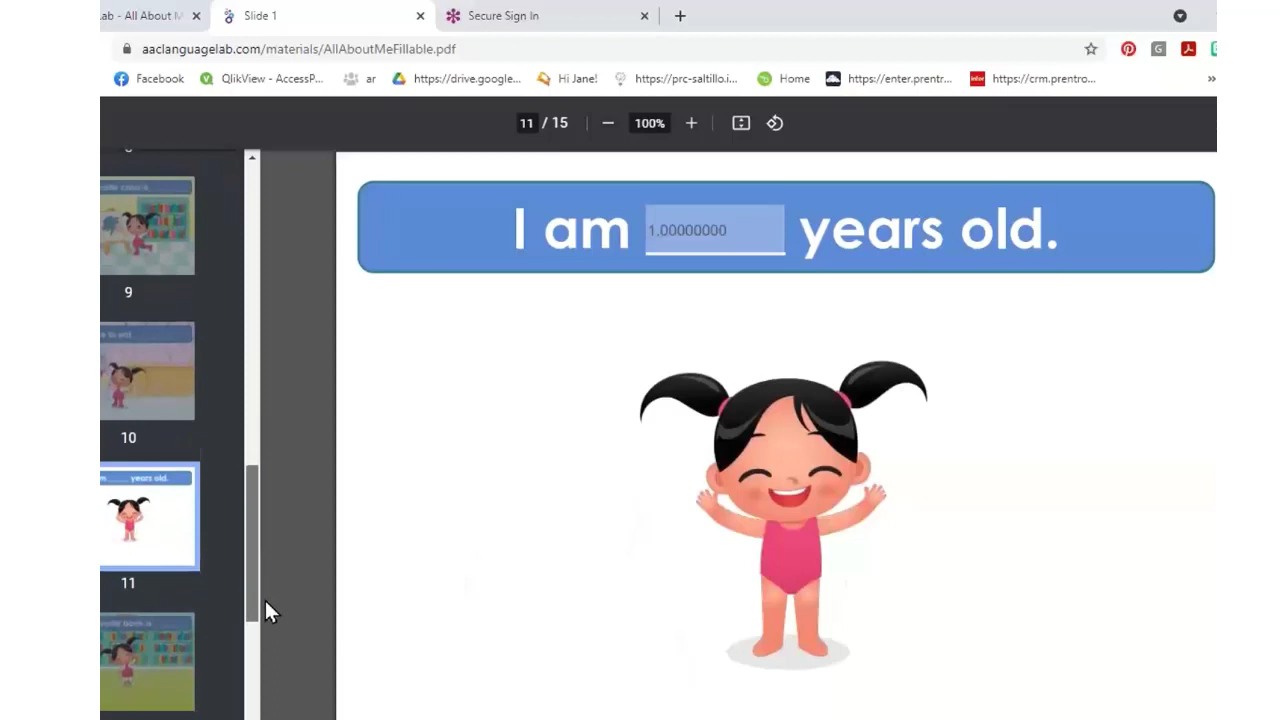 .ab - All About M
Slide 1
Secure Sign In
aaclanguagelab.com/materials/AllAboutMeFillable.pdf
Facebook
QlikView - AccessP...
ar
https://drive.google...
Hi Jane!
https://prc-saltillo.i...
Home
https://enter.prentr...
https://crm.prentro...
»
11 / 15
100%
I am 1.00000000 years old.
9
10
years old.
11